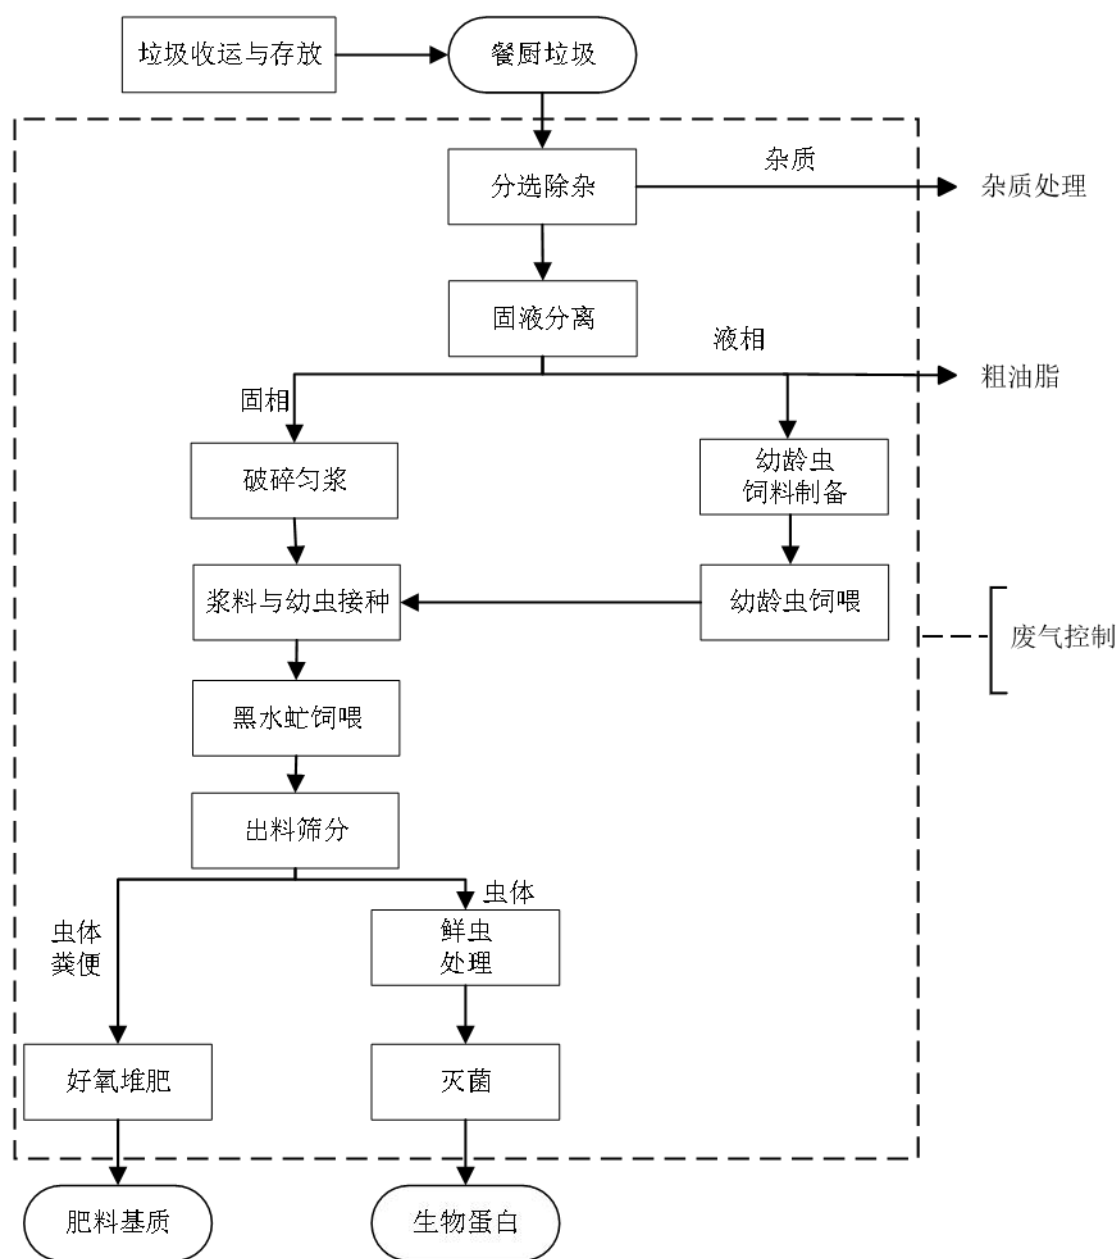 垃圾收运与存放
餐厨垃圾
杂质
分选除杂
杂质处理
固液分离
液相
粗油脂
固相
破碎匀浆
幼龄虫
饲料制备
浆料与幼虫接种
幼龄虫饲喂
废气控制
黑水虻饲喂
出料筛分
虫体
虫体
粪便
鲜虫
处理
好氧堆肥
灭菌
肥料基质
生物蛋白